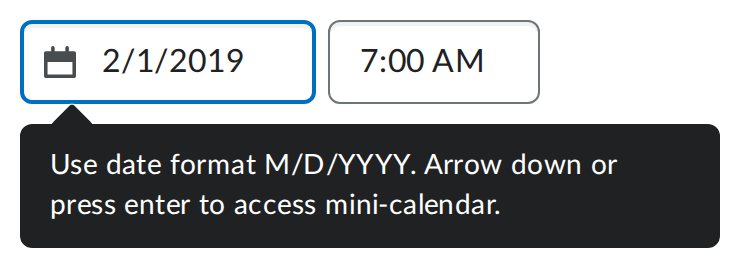 2/1/2019 7:00 AM
Use date format M/D/YYYY. Arrow down or
press enter to access mini-calendar.